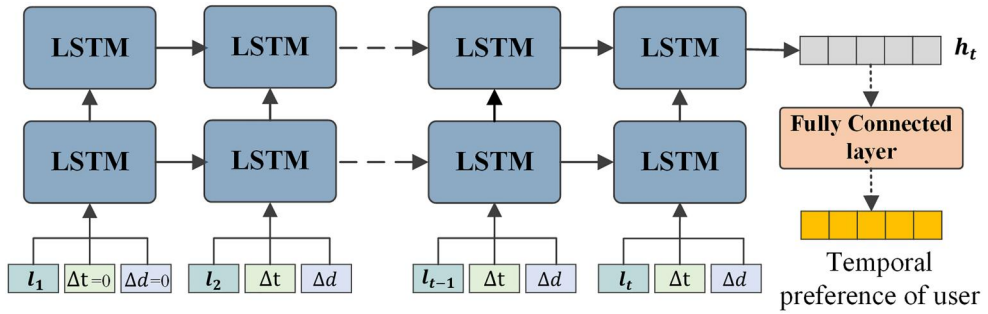 LSTM LSTM LSTM LSTM h_t
LSTM LSTM LSTM LSTM Fully Connected
layer
l_1 Δt=0 Δd=0 l_2 Δt Δd l_{t-1} Δt Δd l_t Δt Δd
Temporal
preference of user